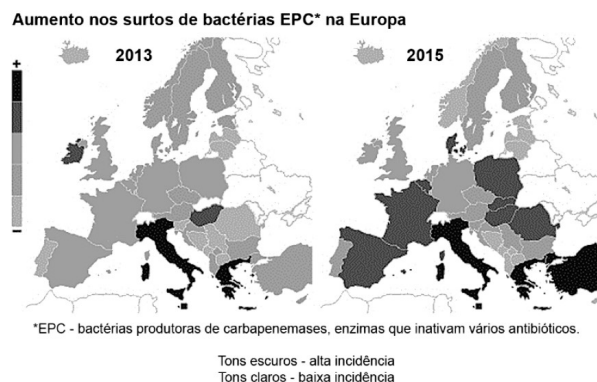 Aumento nos surtos de bactérias EPC* na Europa
2013
2015
+
–
*EPC - bactérias produtoras de carbapenemases, enzimas que inativam vários antibióticos.
Tons escuros - alta incidência
Tons claros - baixa incidência